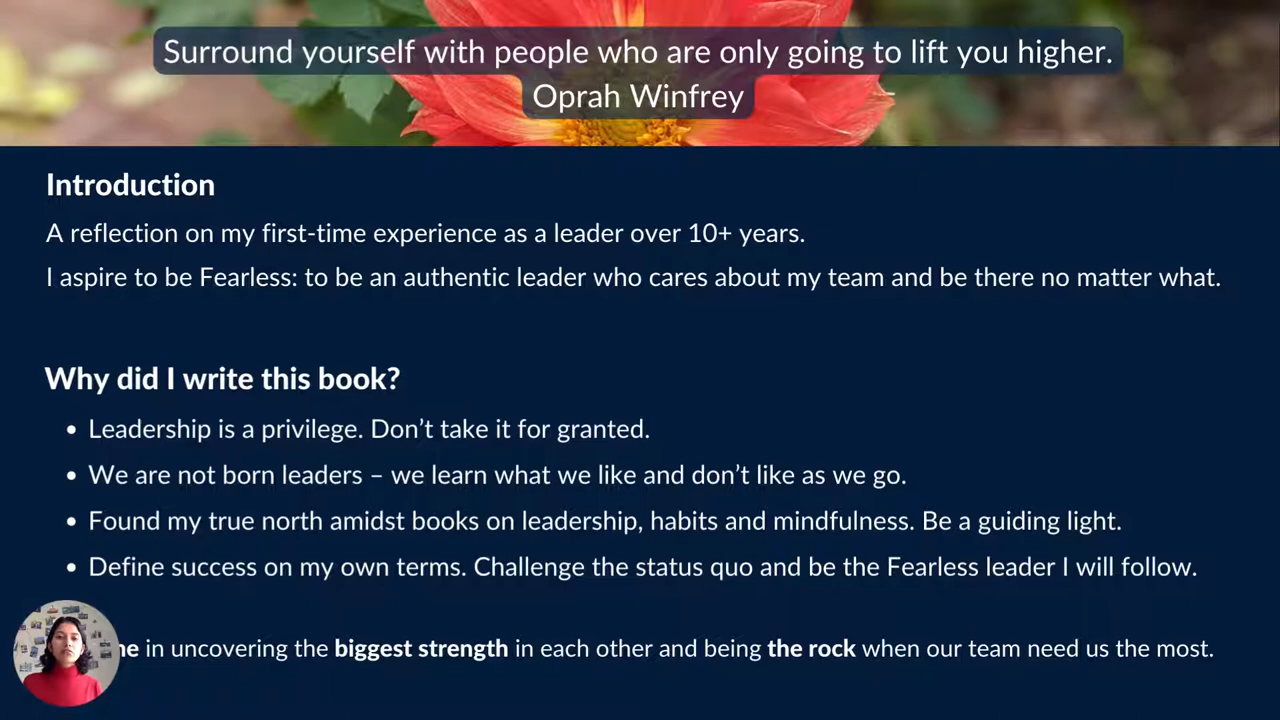 Surround yourself with people who are only going to lift you higher.
Oprah Winfrey
Introduction
A reflection on my first-time experience as a leader over 10+ years.
I aspire to be Fearless: to be an authentic leader who cares about my team and be there no matter what.
Why did I write this book?
• Leadership is a privilege. Don’t take it for granted.
• We are not born leaders – we learn what we like and don’t like as we go.
• Found my true north amidst books on leadership, habits and mindfulness. Be a guiding light.
• Define success on my own terms. Challenge the status quo and be the Fearless leader I will follow.
in uncovering the biggest strength in each other and being the rock when our team need us the most.